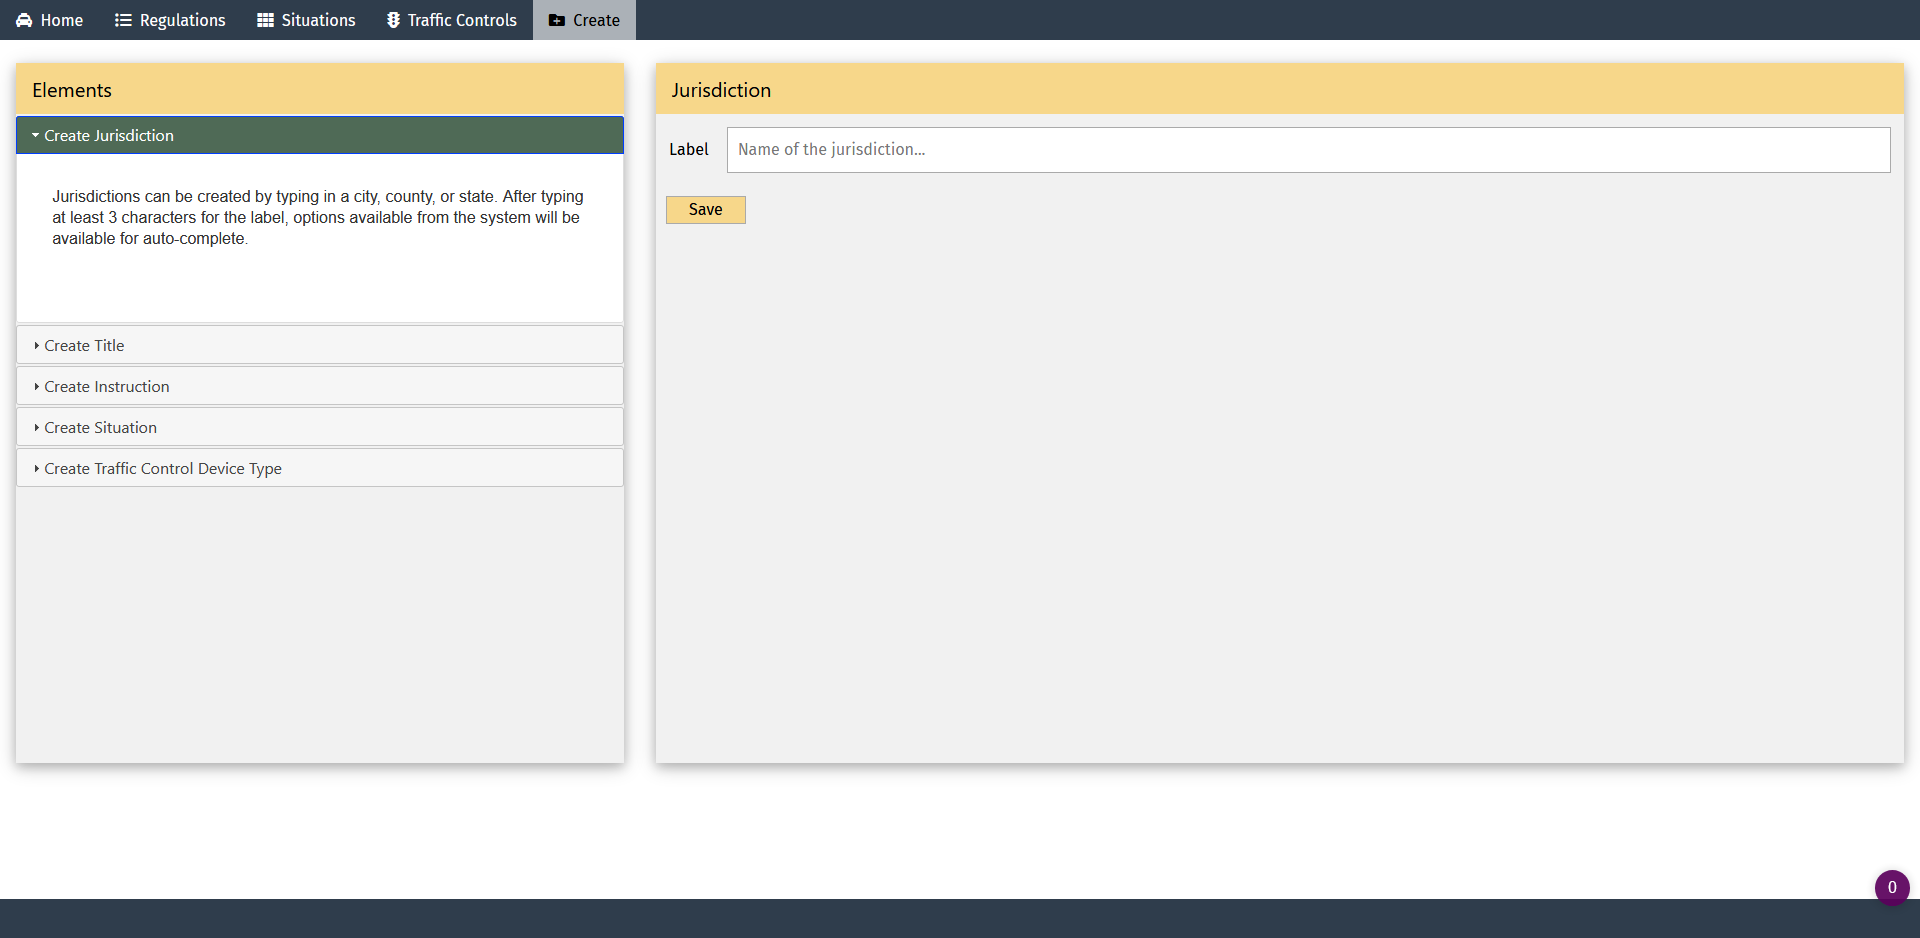 Home Regulations Situations Traffic Controls Create
Elements
Create Jurisdiction
Jurisdictions can be created by typing in a city, county, or state. After typing
at least 3 characters for the label, options available from the system will be
available for auto-complete.
Create Title
Create Instruction
Create Situation
Create Traffic Control Device Type
Jurisdiction
Label Name of the jurisdiction...
Save
0